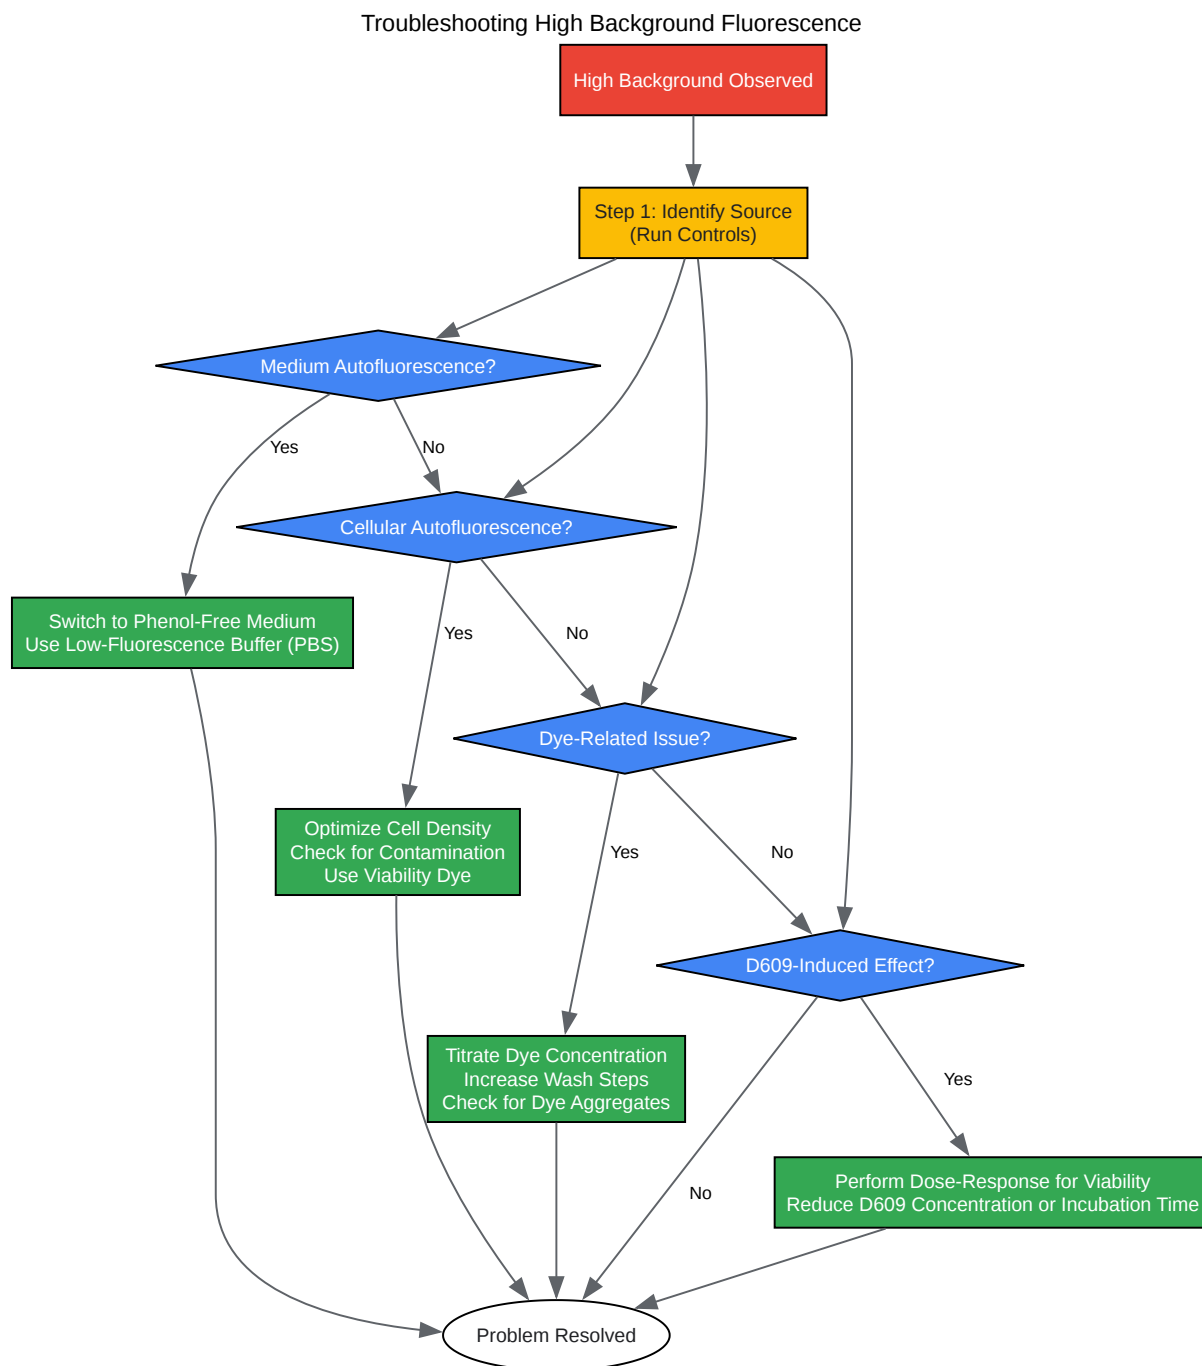 Troubleshooting High Background Fluorescence
High Background Observed
Step 1: Identify Source
(Run Controls)
Medium Autofluorescence?
Yes
No
Cellular Autofluorescence?
Switch to Phenol-Free Medium
Use Low-Fluorescence Buffer (PBS)
Yes
No
Dye-Related Issue?
Optimize Cell Density
Check for Contamination
Use Viability Dye
Yes
No
D609-Induced Effect?
Titrate Dye Concentration
Increase Wash Steps
Check for Dye Aggregates
Yes
No
Perform Dose-Response for Viability
Reduce D609 Concentration or Incubation Time
Problem Resolved